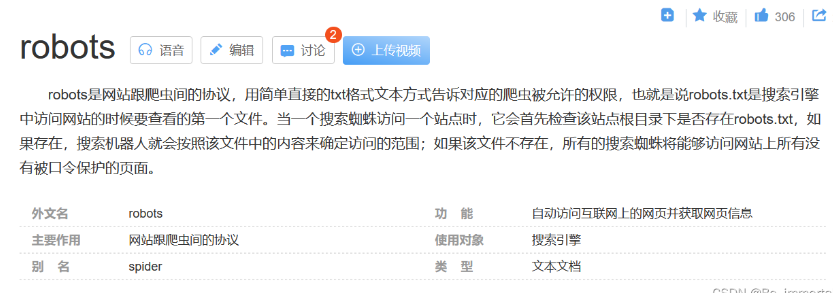 收藏 306
robots 语音 编辑 讨论 2 上传视频
robots是网站跟爬虫间的协议，用简单直接的txt格式文本方式告诉对应的爬虫被允许的权限，也就是说robots.txt是搜索引擎
中访问网站的时候要查看的第一个文件。当一个搜索蜘蛛访问一个站点时，它会首先检查该站点根目录下是否存在robots.txt，如
果存在，搜索机器人就会按照该文件中的内容来确定访问的范围；如果该文件不存在，所有的搜索蜘蛛将能够访问网站上所有没
有被口令保护的页面。
外文名 robots 功 能 自动访问互联网上的网页并获取网页信息
主要作用 网站跟爬虫间的协议 使用对象 搜索引擎
别 名 spider 类 型 文本文档